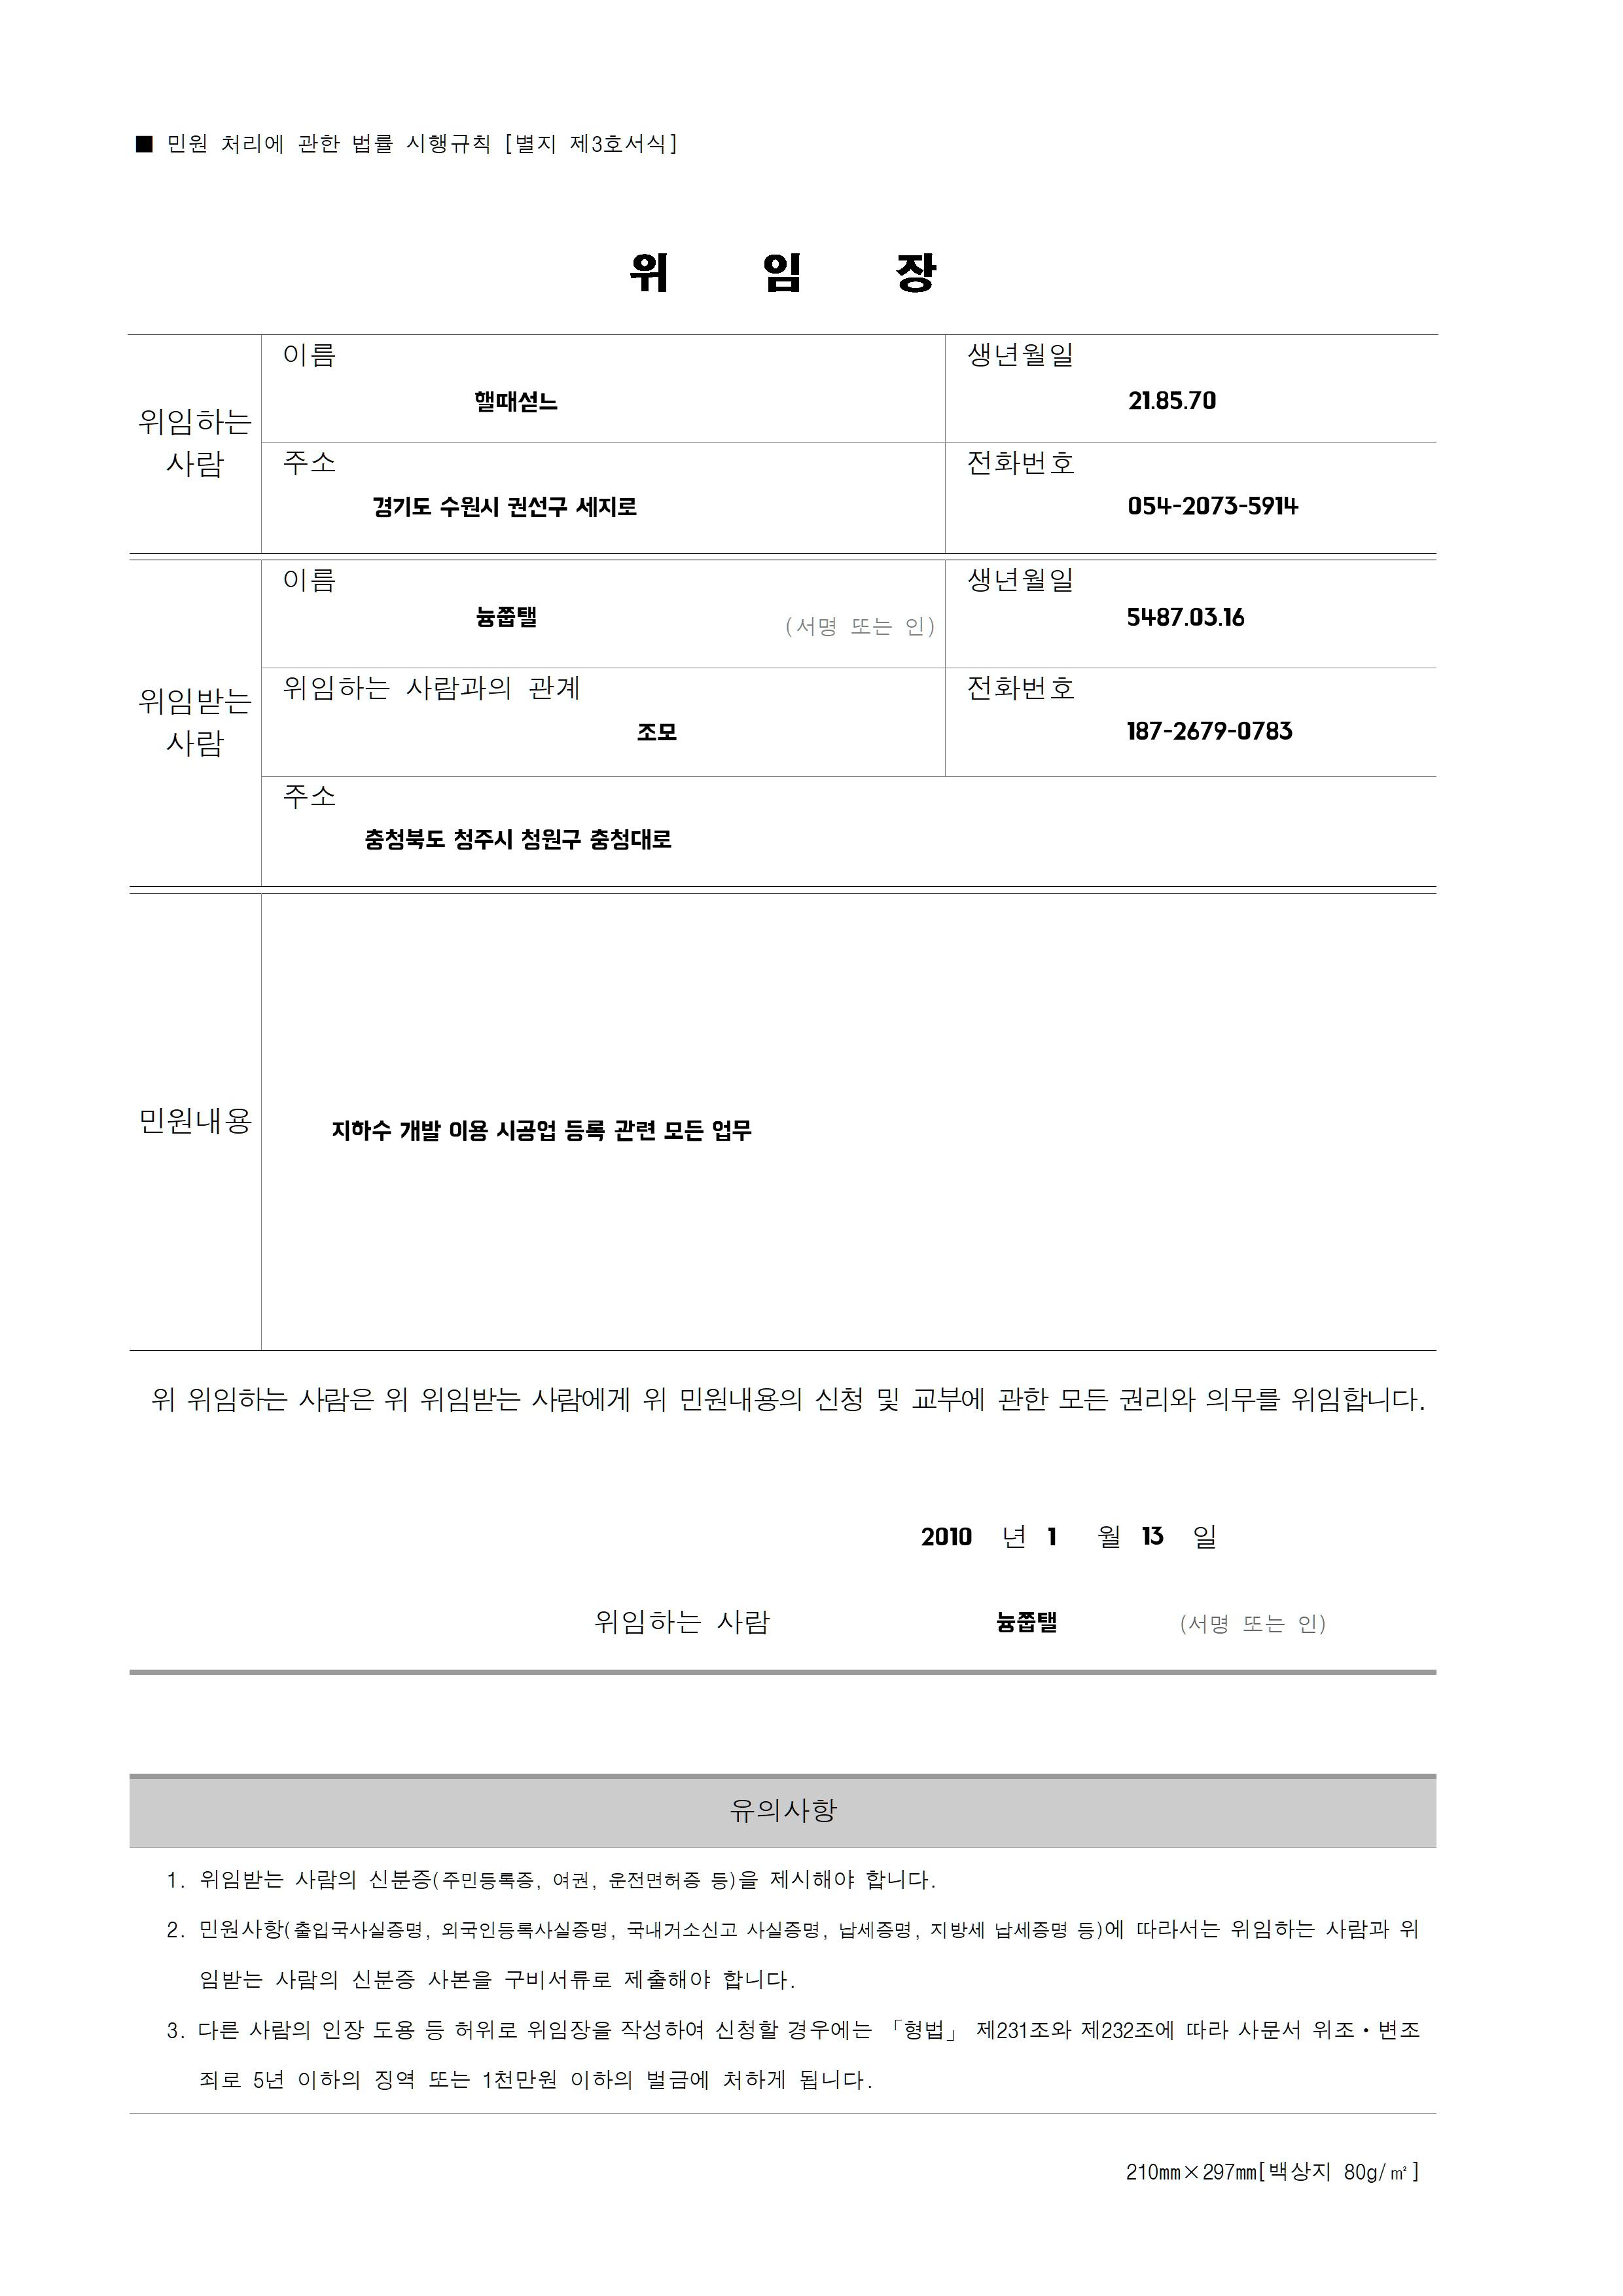 ■ 민원 처리에 관한 법률 시행규칙 [별지 제3호서식]
위 임 장
이름 생년월일
핼때섣느 21.85.70
위임하는
사람
주소 전화번호
경기도 수원시 권선구 세지로 054-2073-5914
이름 생년월일
늉쭙탤 (서명 또는 인) 5487.03.16
위임받는
사람
위임하는 사람과의 관계 전화번호
조모 187-2679-0783
주소
충청북도 청주시 청원구 충청대로
민원내용 지하수 개발 이용 시공업 등록 관련 모든 업무
위 위임하는 사람은 위 위임받는 사람에게 위 민원내용의 신청 및 교부에 관한 모든 권리와 의무를 위임합니다.
2010 년 1 월 13 일
위임하는 사람 늉쭙탤 (서명 또는 인)
유의사항
1. 위임받는 사람의 신분증(주민등록증, 여권, 운전면허증 등)을 제시해야 합니다.
2. 민원사항(출입국사실증명, 외국인등록사실증명, 국내거소신고 사실증명, 납세증명, 지방세 납세증명 등)에 따라서는 위임하는 사람과 위
임받는 사람의 신분증 사본을 구비서류로 제출해야 합니다.
3. 다른 사람의 인장 도용 등 허위로 위임장을 작성하여 신청할 경우에는 「형법」 제231조와 제232조에 따라 사문서 위조·변조
죄로 5년 이하의 징역 또는 1천만원 이하의 벌금에 처하게 됩니다.
210㎜×297㎜[백상지 80g/㎡]